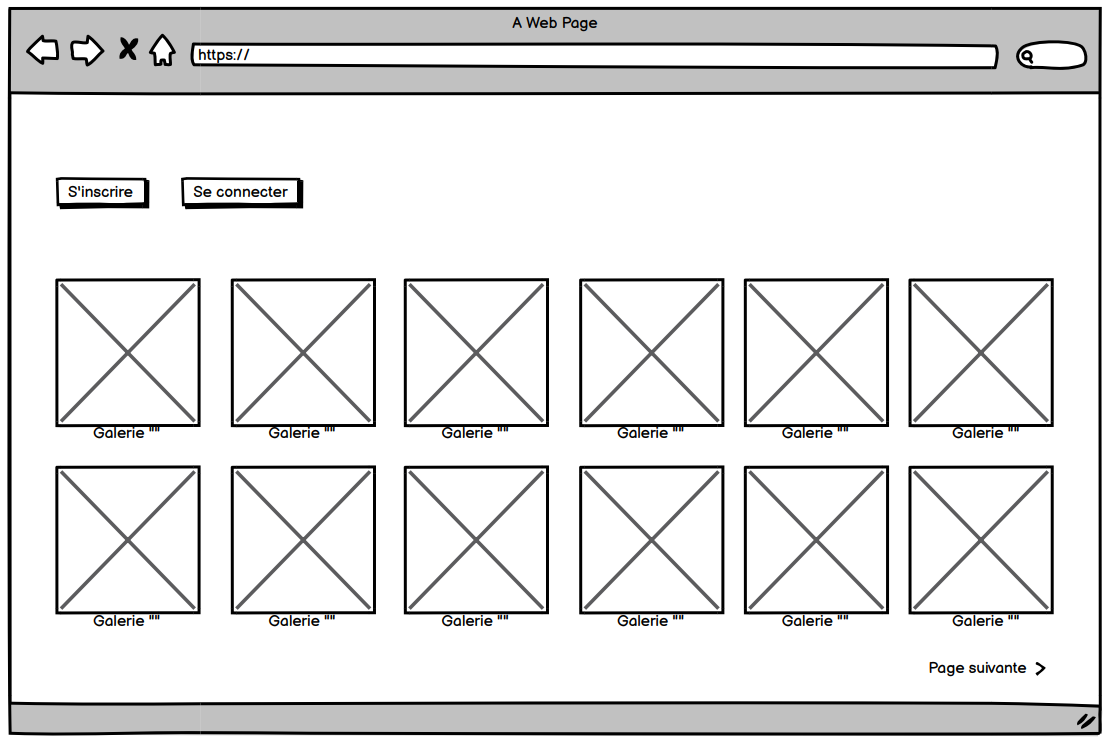 A Web Page
https://
S'inscrire
Se connecter
Galerie "" Galerie "" Galerie "" Galerie "" Galerie "" Galerie ""
Galerie "" Galerie "" Galerie "" Galerie "" Galerie "" Galerie ""
Page suivante